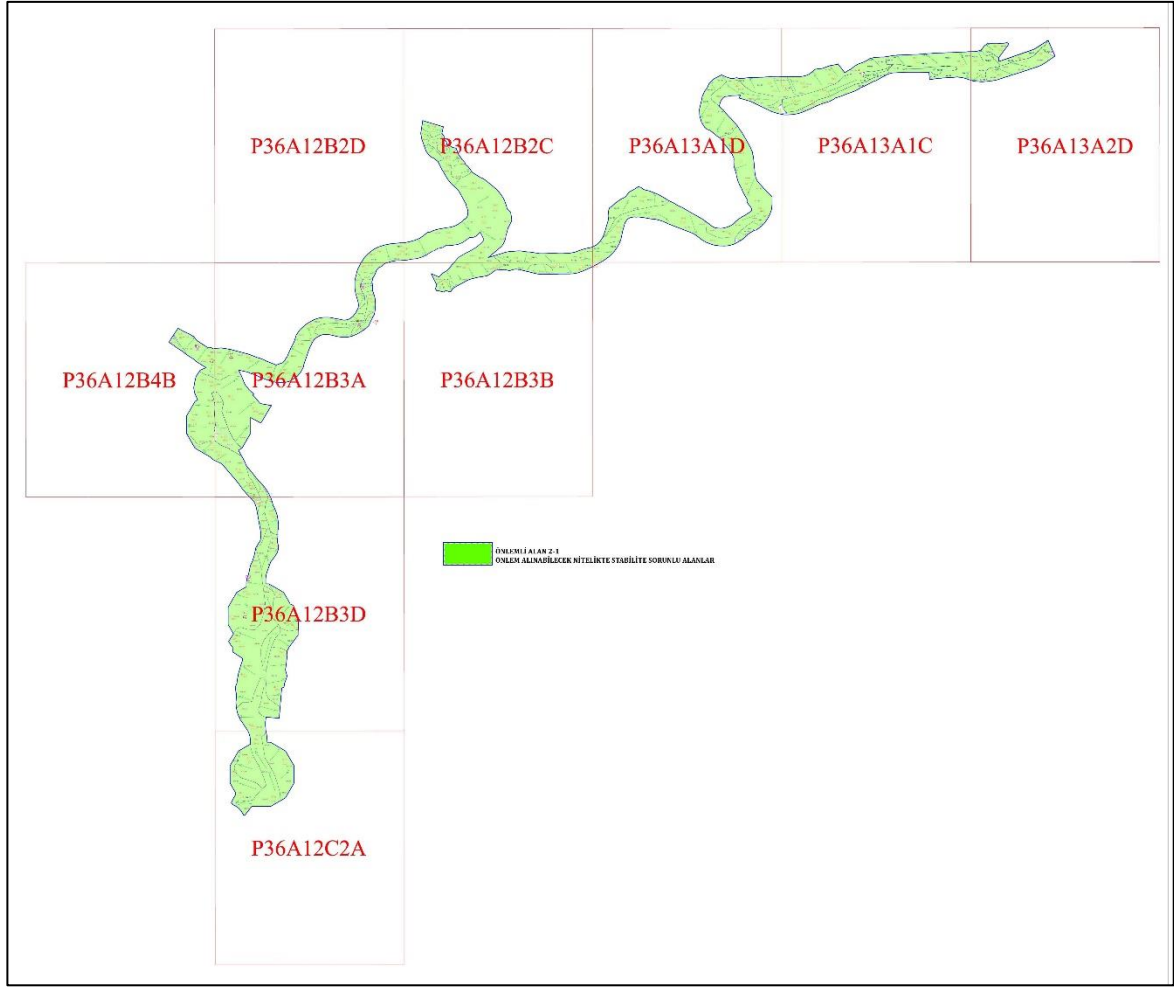 P36A12B2D
P36A12B2C
P36A13A1D
P36A13A1C
P36A13A2D
P36A12B4B
P36A12B3A
P36A12B3B
ÖNLEMLİ ALAN 2-1
ÖNLEM ALINABİLECEK NİTELİKTE STABİLİTE SORUNLU ALANLAR
P36A12B3D
P36A12C2A